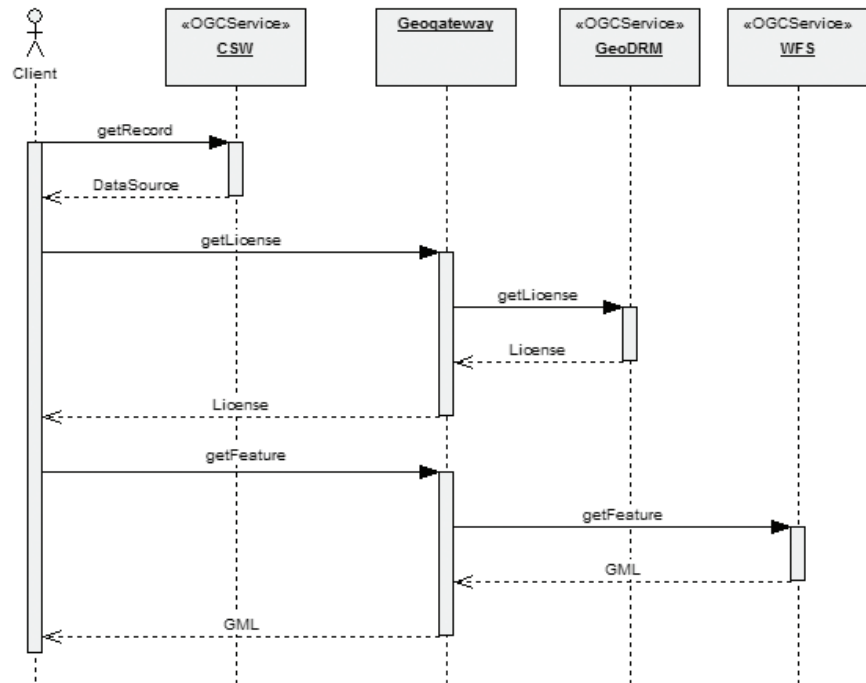 Client
«OGCService»
CSW
Geogateway
«OGCService»
GeoDRM
«OGCService»
WFS
getRecord
DataSource
getLicense
getLicense
License
License
getFeature
getFeature
GML
GML